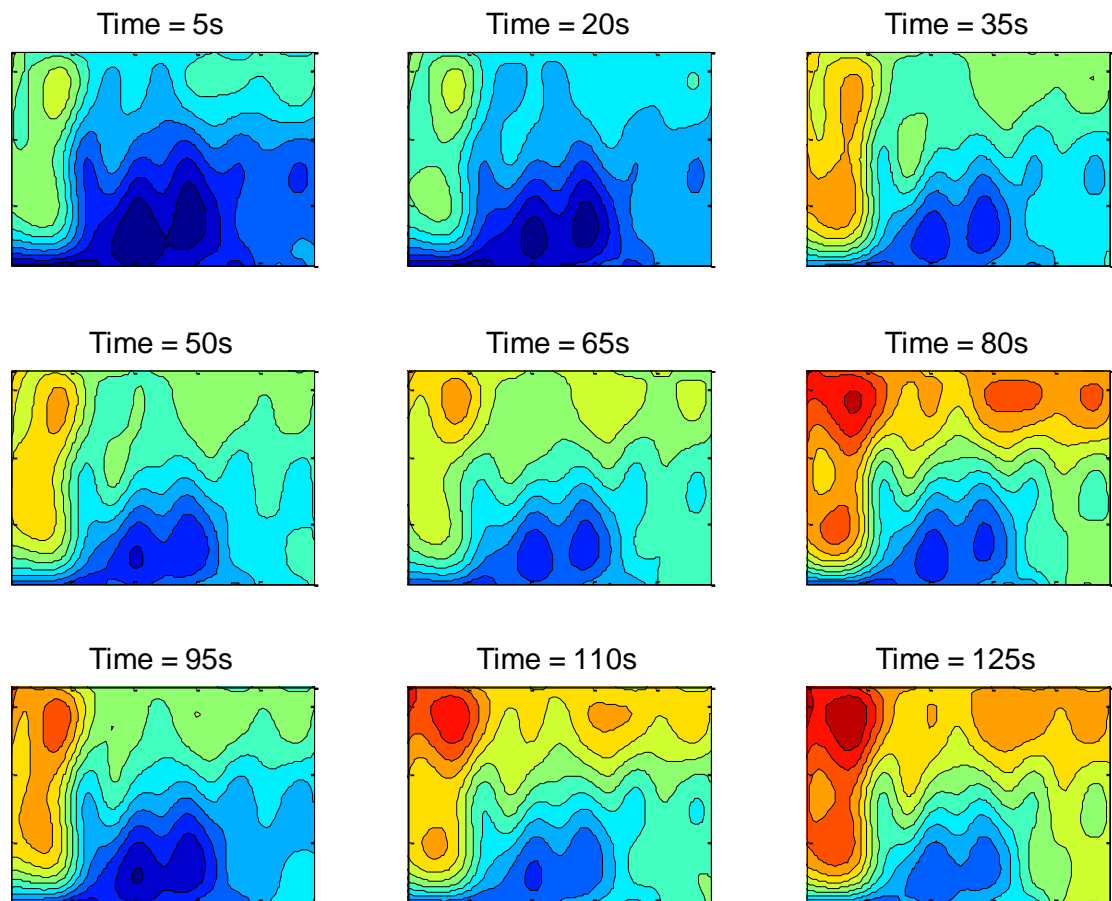 Time = 5s
Time = 20s
Time = 35s
Time = 50s
Time = 65s
Time = 80s
Time = 95s
Time = 110s
Time = 125s